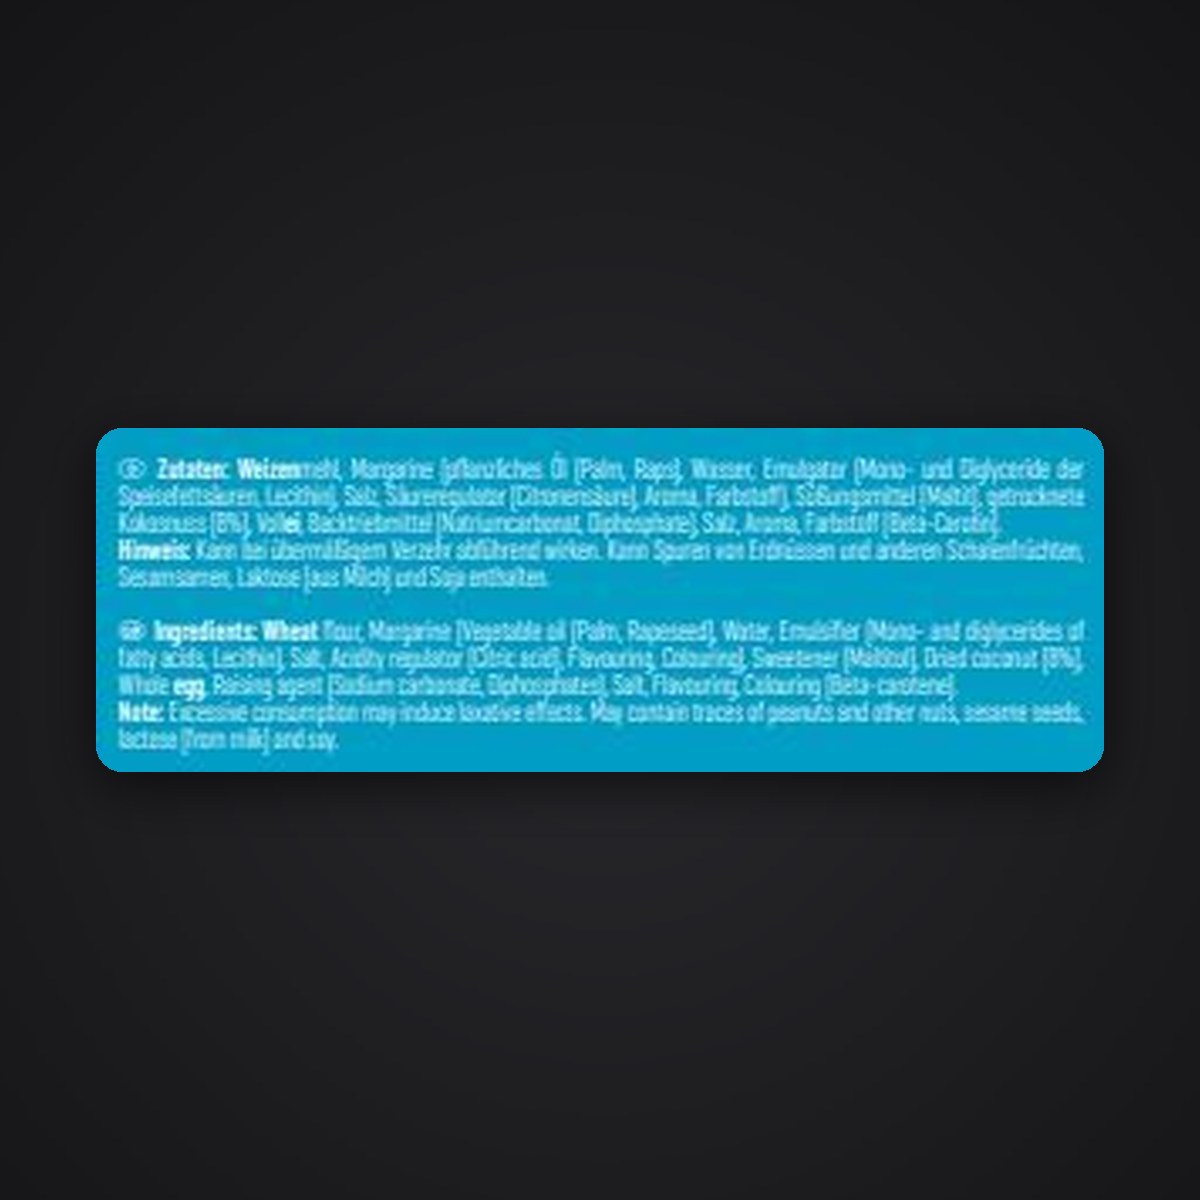 DE Zutaten: Weizenmehl, Margarine [pflanzliches Öl [Palm, Raps], Wasser, Emulgator [Mono- und Diglyceride der
Speisefettsäuren, Lecithin], Salz, Säureregulator [Citronensäure], Aroma, Farbstoff], Süßungsmittel [Maltit], getrocknete
Kokosnuss [8%], Vollei, Backtriebmittel [Natriumcarbonat, Diphosphate], Salz, Aroma, Farbstoff [Beta-Carotin].
Hinweis: Kann bei übermäßigem Verzehr abführend wirken. Kann Spuren von Erdnüssen und anderen Schalenfrüchten,
Sesamsamen, Laktose [aus Milch] und Soja enthalten.
GB Ingredients: Wheat flour, Margarine [Vegetable oil [Palm, Rapeseed], Water, Emulsifier [Mono- and diglycerides of
fatty acids, Lecithin], Salt, Acidity regulator [Citric acid], Flavouring, Colouring], Sweetener [Maltitol], Dried coconut [8%],
Whole egg, Raising agent [Sodium carbonate, Diphosphates], Salt, Flavouring, Colouring [Beta-carotene].
Note: Excessive consumption may induce laxative effects. May contain traces of peanuts and other nuts, sesame seeds,
lactose [from milk] and soy.